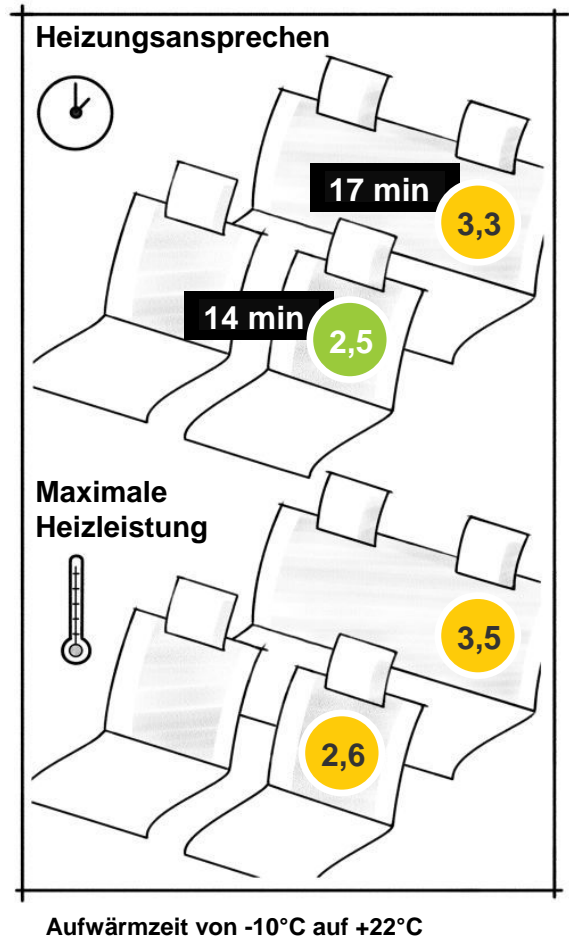 Heizungsansprechen
17 min
3,3
14 min
2,5
Maximale
Heizleistung
3,5
2,6
Aufwärmzeit von -10°C auf +22°C